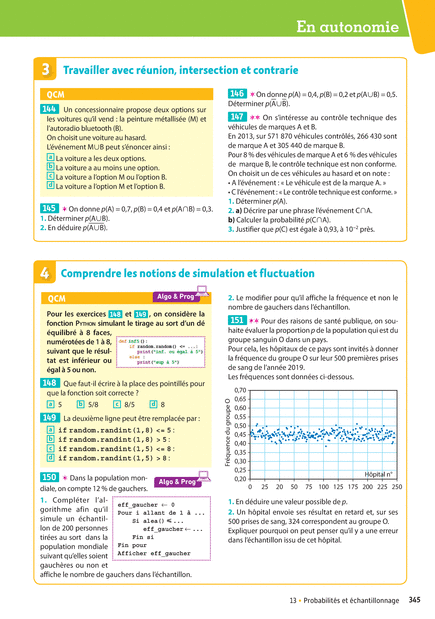 En autonomie
3 Travailler avec réunion, intersection et contrarie
QCM
144 Un concessionnaire propose deux options sur
les voitures qu'il vend : la peinture métallisée (M) et
l'autoradio bluetooth (B).
On choisit une voiture au hasard.
L'événement M∪B peut s'énoncer ainsi :
a La voiture a les deux options.
b La voiture a au moins une option.
c La voiture a l'option M ou l'option B.
d La voiture a l'option M et l'option B.
145 * On donne p(A) = 0,7, p(B) = 0,4 et p(A∩B) = 0,3.
1. Déterminer p(A∪B).
2. En déduire p(A∪B).
146 * On donne p(A) = 0,4, p(B) = 0,2 et p(A∪B) = 0,5.
Déterminer p(A∪B).
147 ** On s'intéresse au contrôle technique des
véhicules de marques A et B.
En 2013, sur 571 870 véhicules contrôlés, 266 430 sont
de marque A et 305 440 de marque B.
Pour 8 % des véhicules de marque A et 6 % des véhicules
de marque B, le contrôle technique est non conforme.
On choisit un de ces véhicules au hasard et on note :
• A l'événement : « Le véhicule est de la marque A. »
• C l'événement : « Le contrôle technique est conforme. »
1. Déterminer p(A).
2. a) Décrire par une phrase l'événement C∩A.
b) Calculer la probabilité p(C∩A).
3. Justifier que p(C) est égale à 0,93, à 10⁻² près.
4 Comprendre les notions de simulation et fluctuation
QCM
Algo & Prog
Pour les exercices 148 et 149, on considère la
fonction PYTHON simulant le tirage au sort d'un dé
équilibré à 8 faces,
numérotées de 1 à 8,
suivant que le résul-
tat est inférieur ou
égal à 5 ou non.
if random.random() <= ...:
print("inf. ou égal à 5")
else :
print("sup à 5")
148 Que faut-il écrire à la place des pointillés pour
que la fonction soit correcte ?
a 5 b 5/8 c 8/5 d 8
149 La deuxième ligne peut être remplacée par :
a if random.randint(1,8) <= 5 :
b if random.randint(1,8) > 5 :
c if random.randint(1,5) <= 8 :
d if random.randint(1,5) > 8 :
150 * Dans la population mon-
diale, on compte 12 % de gauchers.
Algo & Prog
1. Compléter l'al-
gorithme afin qu'il
simule un échantil-
lon de 200 personnes
tirées au sort dans la
population mondiale
suivant qu'elles soient
gauchères ou non et
affiche le nombre de gauchers dans l'échantillon.
eff_gaucher ← 0
Pour i allant de 1 à ...
Si alea() ≤ ...
eff_gaucher ← ...
Fin si
Fin pour
Afficher eff_gaucher
2. Le modifier pour qu'il affiche la fréquence et non le
nombre de gauchers dans l'échantillon.
151 ** Pour des raisons de santé publique, on sou-
haite évaluer la proportion p de la population qui est du
groupe sanguin O dans un pays.
Pour cela, les hôpitaux de ce pays sont invités à donner
la fréquence du groupe O sur leur 500 premières prises
de sang de l'année 2019.
Les fréquences sont données ci-dessous.
Fréquence du groupe O
0,70
0,65
0,60
0,55
0,50
0,45
0,40
0,35
0,30
0,25
0,20
Hôpital n°
0 25 50 75 100 125 150 175 200 225 250
1. En déduire une valeur possible de p.
2. Un hôpital envoie ses résultat en retard et, sur ses
500 prises de sang, 324 correspondent au groupe O.
Expliquer pourquoi on peut penser qu'il y a une erreur
dans l'échantillon issu de cet hôpital.
13 • Probabilités et échantillonnage 345